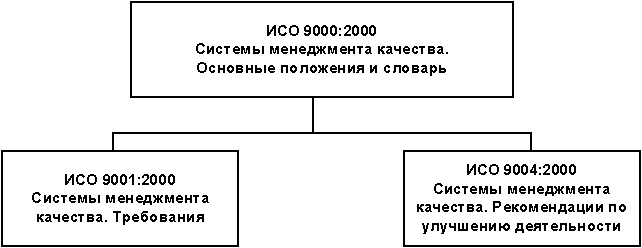 ИСО 9000:2000
Системы менеджмента качества.
Основные положения и словарь
ИСО 9001:2000
Системы менеджмента
качества. Требования
ИСО 9004:2000
Системы менеджмента
качества. Рекомендации по
улучшению деятельности